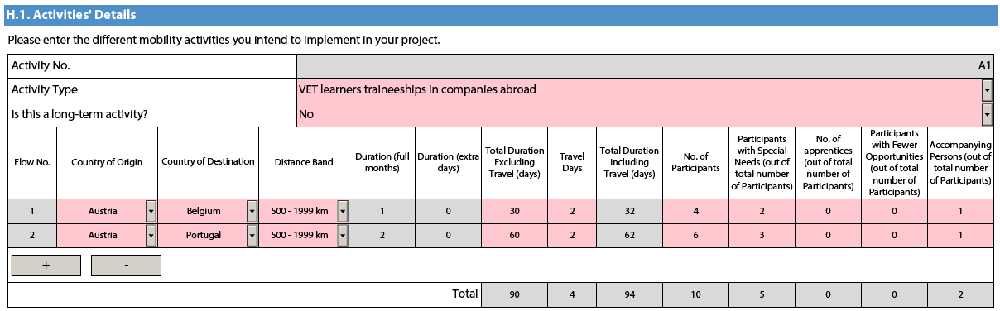 H.1. Activities' Details
Please enter the different mobility activities you intend to implement in your project.
Activity No. A1
Activity Type VET learners traineeships in companies abroad
Is this a long-term activity? No
Flow No. Country of Origin Country of Destination Distance Band Duration (full months) Duration (extra days) Total Duration Excluding Travel (days) Travel Days Total Duration Including Travel (days) No. of Participants Participants with Special Needs (out of total number of Participants) No. of apprentices (out of total number of Participants) Participants with Fewer Opportunities (out of total number of Participants) Accompanying Persons (out of total number of Participants)
1 Austria Belgium 500 - 1999 km 1 0 30 2 32 4 2 0 0 1
2 Austria Portugal 500 - 1999 km 2 0 60 2 62 6 3 0 0 1
+ -
Total 90 4 94 10 5 0 0 2